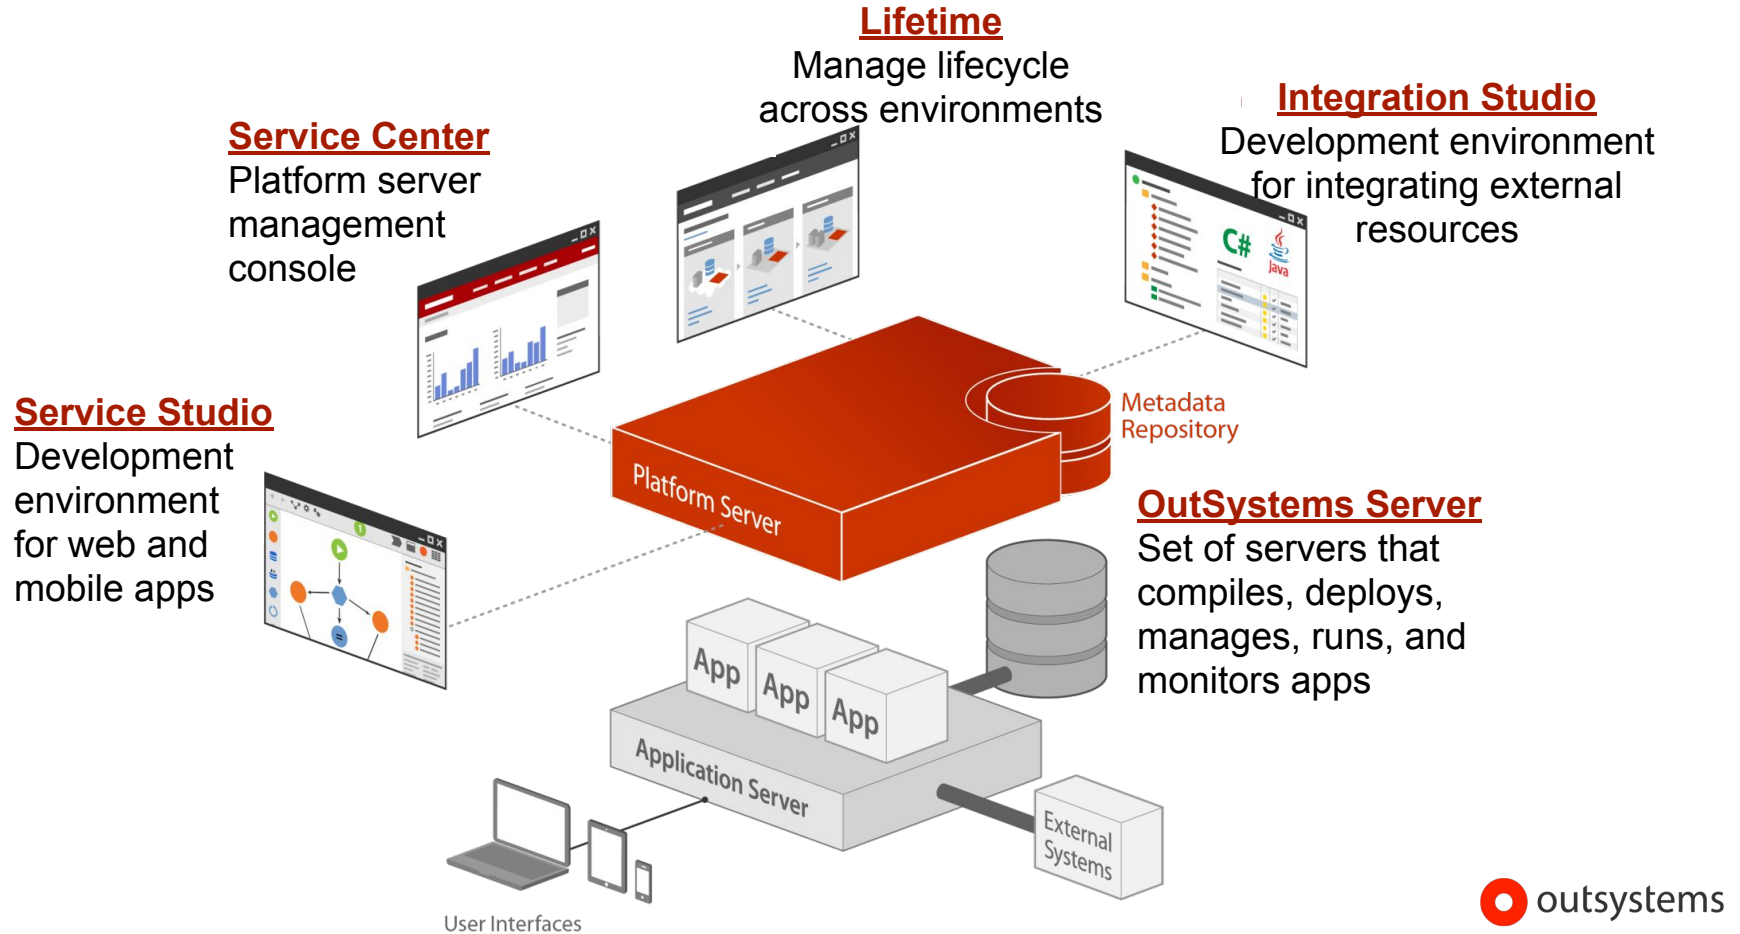 Lifetime
Manage lifecycle
across environments
Integration Studio
Development environment
for integrating external
resources
Service Center
Platform server
management
console
C#
Java
Service Studio
Development
environment
for web and
mobile apps
1
=
Metadata
Repository
Platform Server
OutSystems Server
Set of servers that
compiles, deploys,
manages, runs, and
monitors apps
App
App
App
Application Server
External
Systems
User Interfaces
outsystems